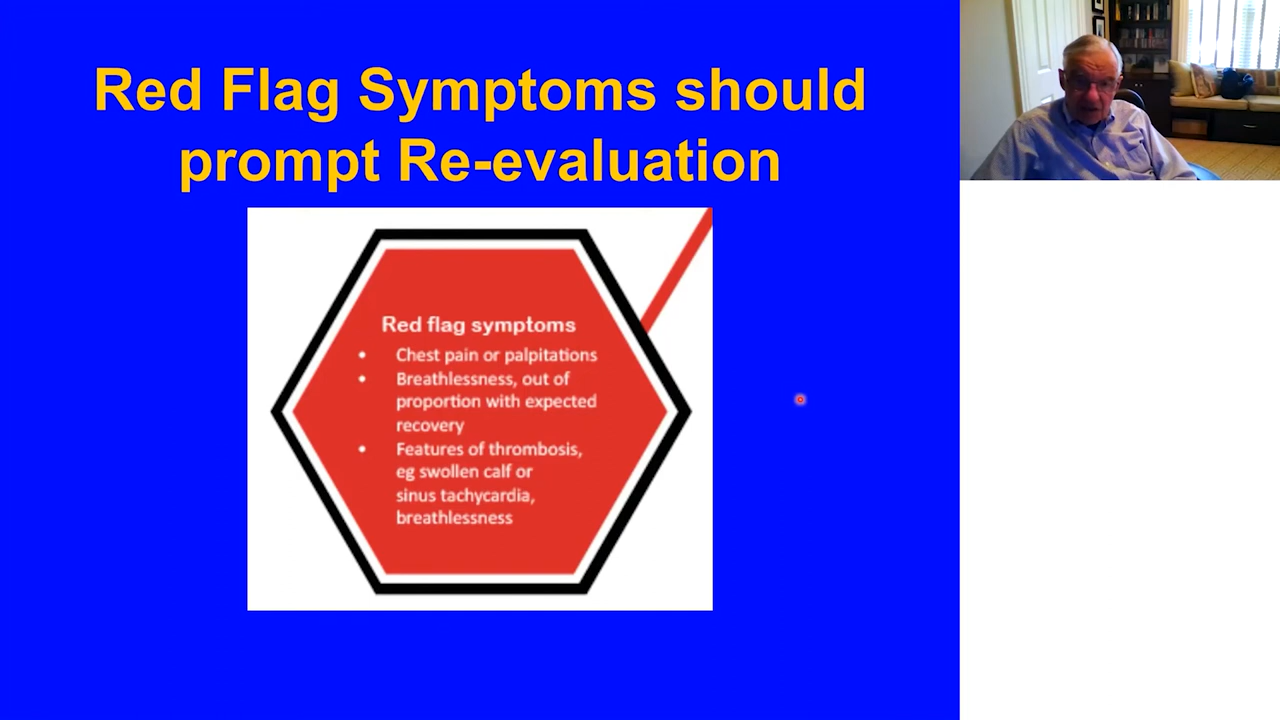 Red Flag Symptoms should
prompt Re-evaluation
Red flag symptoms
• Chest pain or palpitations
• Breathlessness, out of
proportion with expected
recovery
• Features of thrombosis,
eg swollen calf or
sinus tachycardia,
breathlessness